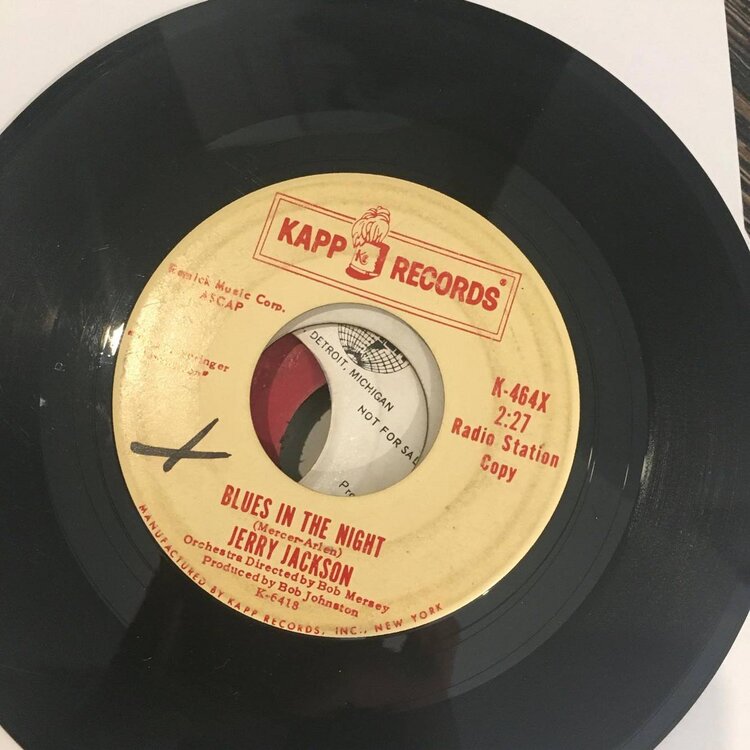 KAPP Kc RECORDS®
Music Corp.
ASCAP
K-464X
2:27
Radio Station
Copy
BLUES IN THE NIGHT
(Mercer-Arlen)
JERRY JACKSON
Orchestra Directed by Bob Mersey
Produced by Bob Johnston
K-6418
MANUFACTURED BY KAPP RECORDS, INC., NEW YORK
DETROIT, MICHIGAN
NOT FOR